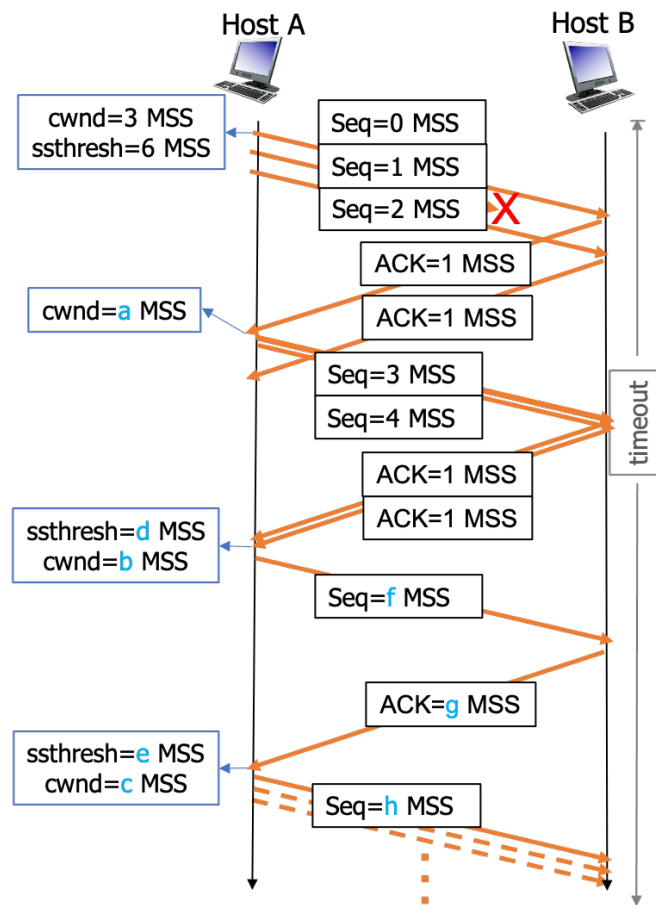 Host A
Host B
cwnd=3 MSS
ssthresh=6 MSS
Seq=0 MSS
Seq=1 MSS
Seq=2 MSS
X
ACK=1 MSS
cwnd=a MSS
ACK=1 MSS
Seq=3 MSS
Seq=4 MSS
timeout
ACK=1 MSS
ACK=1 MSS
ssthresh=d MSS
cwnd=b MSS
Seq=f MSS
ACK=g MSS
ssthresh=e MSS
cwnd=c MSS
Seq=h MSS